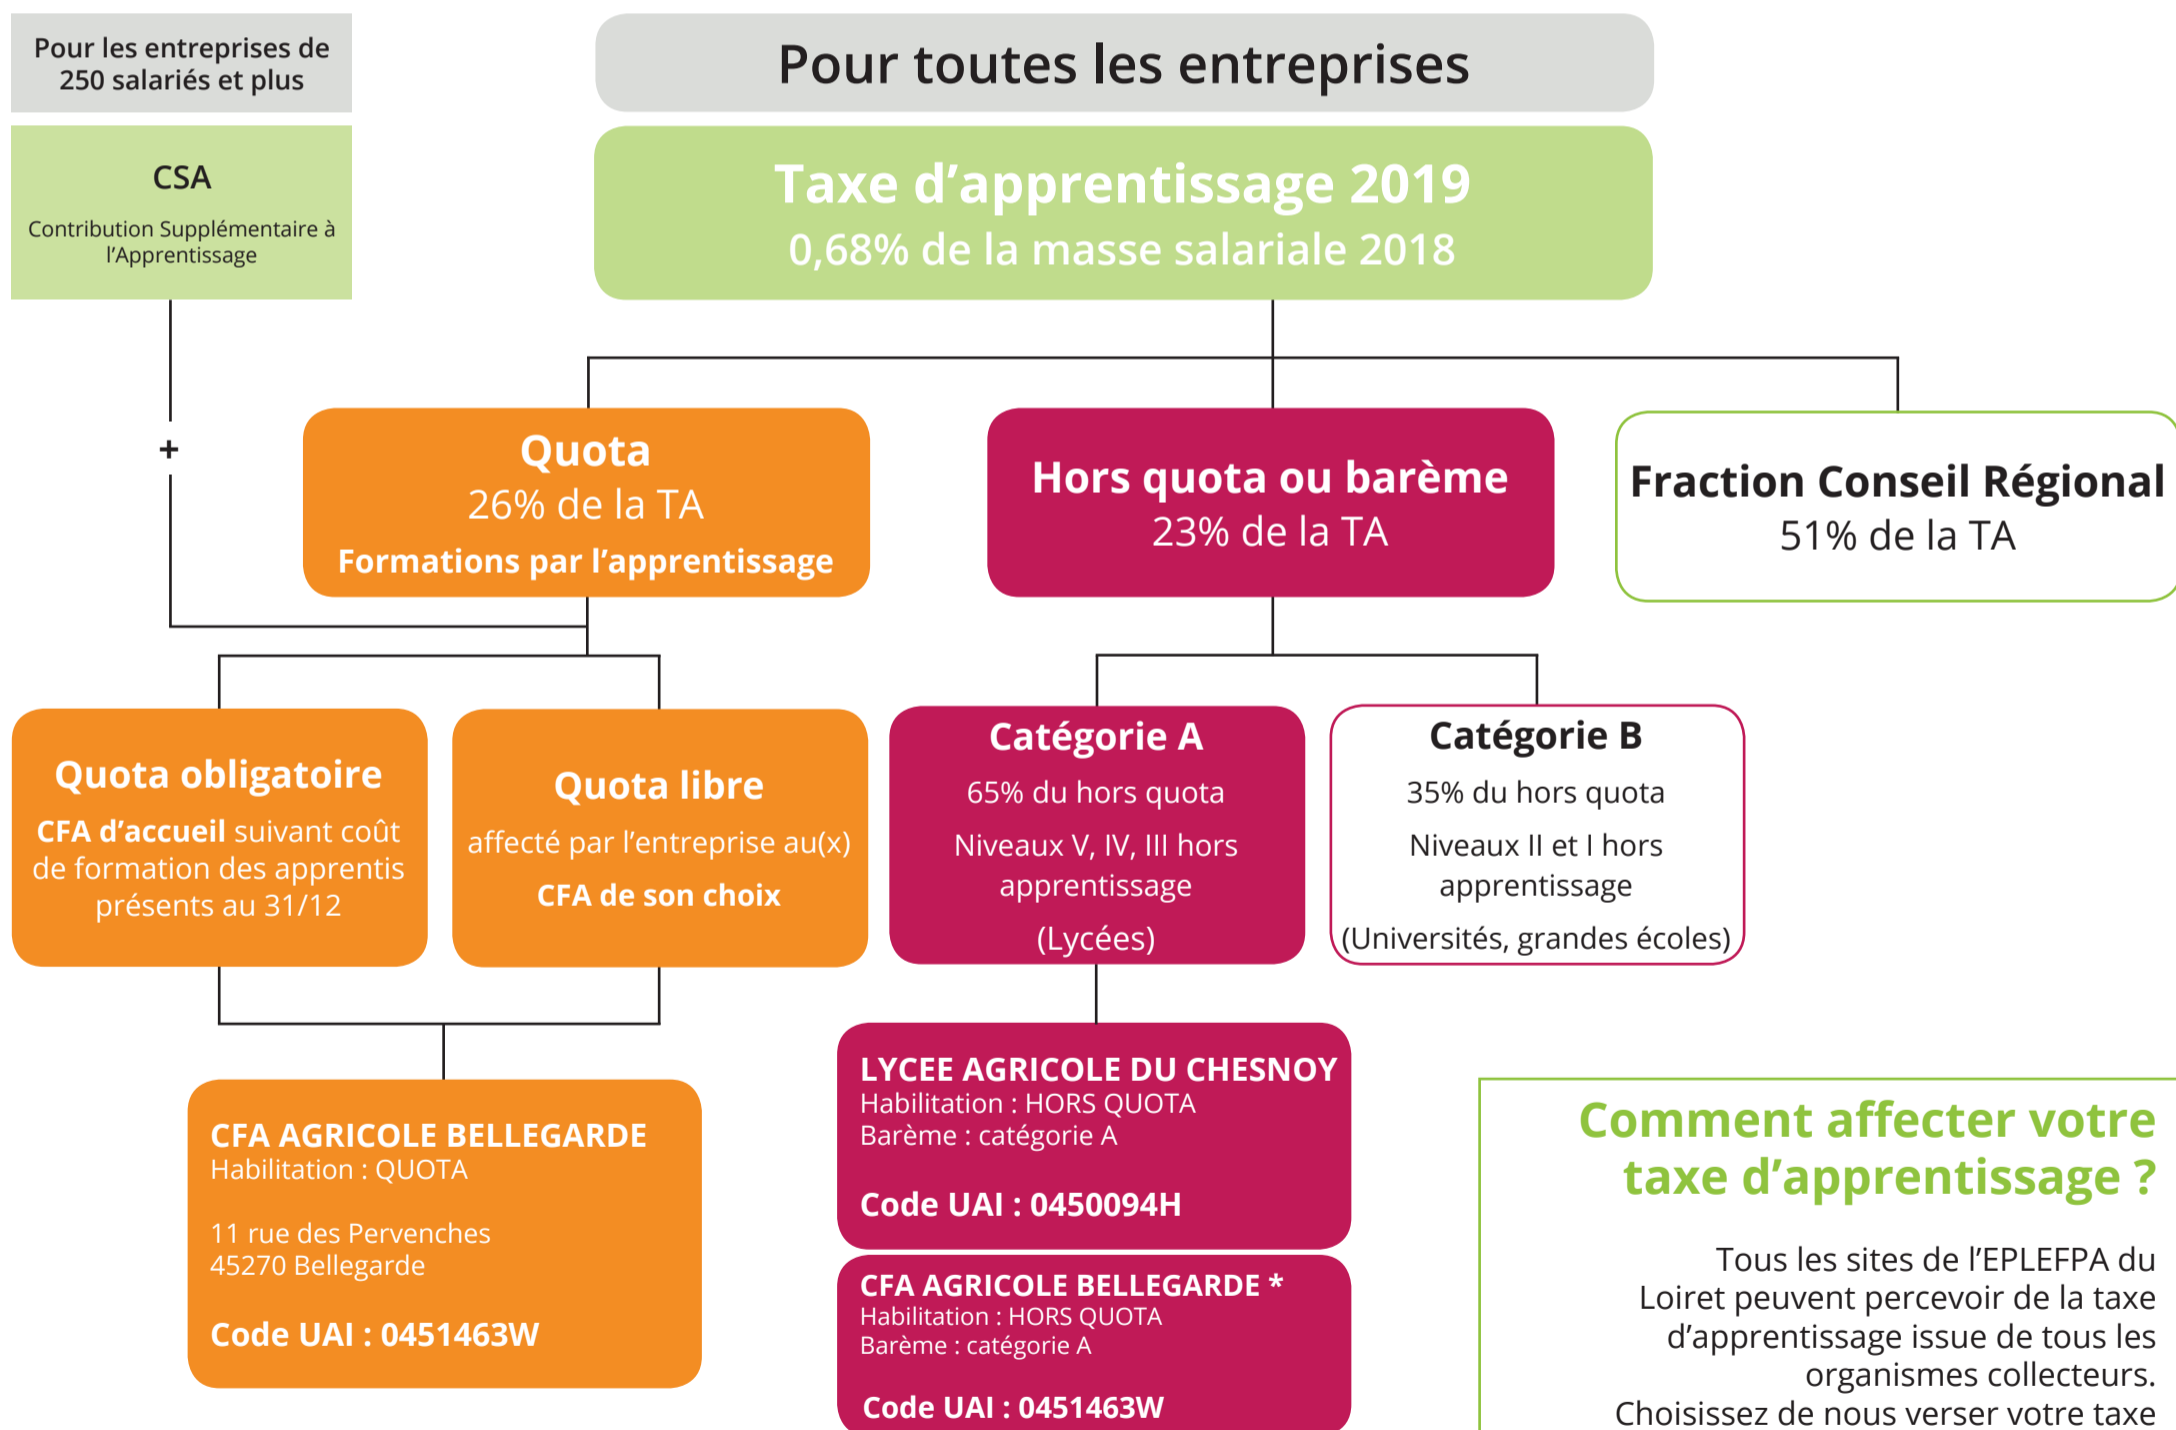 Pour les entreprises de
250 salariés et plus
Pour toutes les entreprises
CSA
Contribution Supplémentaire à
l’Apprentissage
Taxe d’apprentissage 2019
0,68% de la masse salariale 2018
+
Quota
26% de la TA
Formations par l’apprentissage
Hors quota ou barème
23% de la TA
Fraction Conseil Régional
51% de la TA
Quota obligatoire
CFA d’accueil suivant coût
de formation des apprentis
présents au 31/12
Quota libre
affecté par l’entreprise au(x)
CFA de son choix
Catégorie A
65% du hors quota
Niveaux V, IV, III hors
apprentissage
(Lycées)
Catégorie B
35% du hors quota
Niveaux II et I hors
apprentissage
(Universités, grandes écoles)
CFA AGRICOLE BELLEGARDE
Habilitation : QUOTA
11 rue des Pervenches
45270 Bellegarde
Code UAI : 0451463W
LYCEE AGRICOLE DU CHESNOY
Habilitation : HORS QUOTA
Barème : catégorie A
Code UAI : 0450094H
CFA AGRICOLE BELLEGARDE *
Habilitation : HORS QUOTA
Barème : catégorie A
Code UAI : 0451463W
Comment affecter votre
taxe d’apprentissage ?
Tous les sites de l’EPLEFPA du
Loiret peuvent percevoir de la taxe
d’apprentissage issue de tous les
organismes collecteurs.
Choisissez de nous verser votre taxe